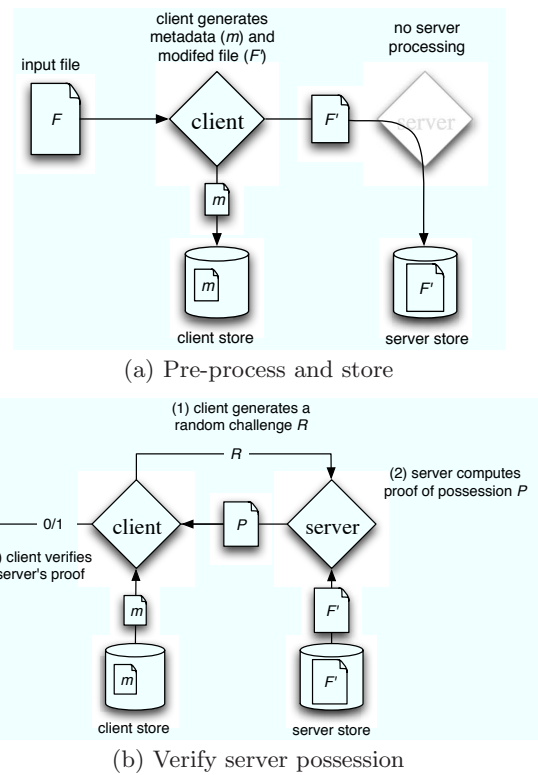 client generates
metadata (m) and
modifed file (F')
no server
processing
input file
F
client
F'
server
m
m
client store
F'
server store
(a) Pre-process and store
(1) client generates a
random challenge R
R
(2) server computes
proof of possession P
0/1
client
P
server
) client verifies
server's proof
m
F'
m
F'
client store
server store
(b) Verify server possession